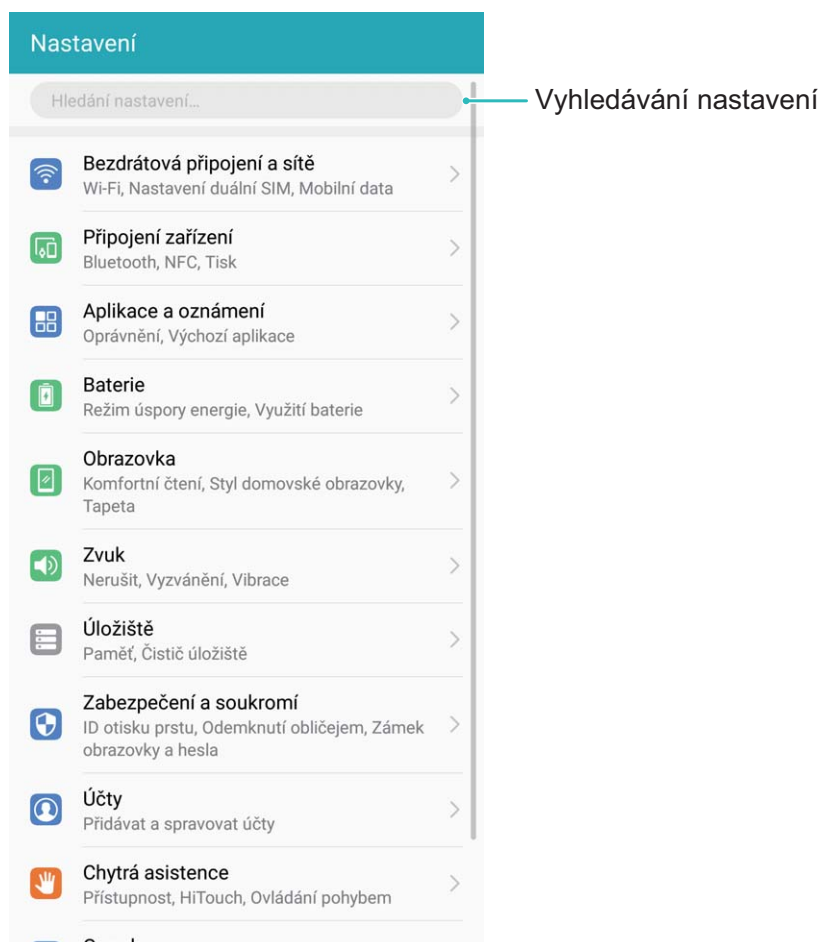 Nastavení
Hledání nastavení...
Vyhledávání nastavení
Bezdrátová připojení a sítě
Wi-Fi, Nastavení duální SIM, Mobilní data
Připojení zařízení
Bluetooth, NFC, Tisk
Aplikace a oznámení
Oprávnění, Výchozí aplikace
Baterie
Režim úspory energie, Využití baterie
Obrazovka
Komfortní čtení, Styl domovské obrazovky,
Tapeta
Zvuk
Nerušit, Vyzvánění, Vibrace
Úložiště
Paměť, Čistič úložiště
Zabezpečení a soukromí
ID otisku prstu, Odemknutí obličejem, Zámek
obrazovky a hesla
Účty
Přidávat a spravovat účty
Chytrá asistence
Přístupnost, HiTouch, Ovládání pohybem